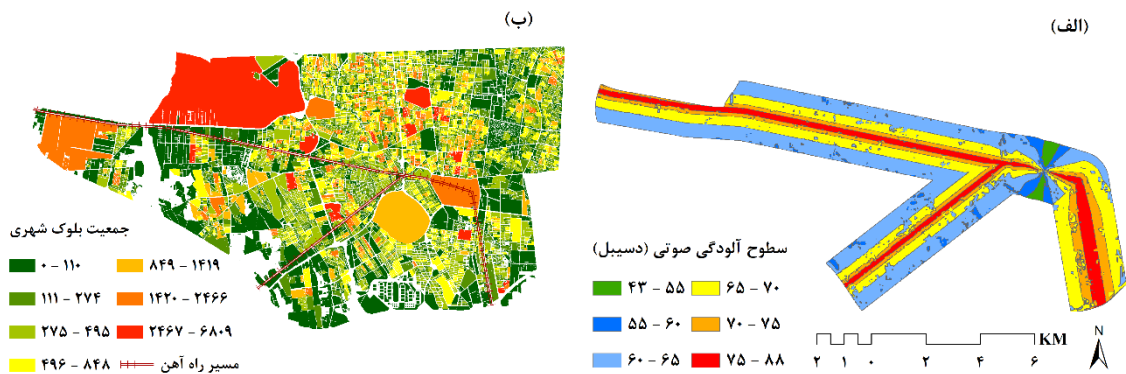 (الف)
سطوح آلودگی صوتی (دسیبل)
۴۳ - ۵۵
۶۵ - ۷۰
۵۵ - ۶۰
۷۰ - ۷۵
۶۰ - ۶۵
۷۵ - ۸۸
KM
۲ ۱ ۰ ۲ ۴ ۶
N
(ب)
جمعیت بلوک شهری
۰ - ۱۱۰
۸۴۹ - ۱۴۱۹
۱۱۱ - ۲۷۴
۱۴۲۰ - ۲۴۶۶
۲۷۵ - ۴۹۵
۲۴۶۷ - ۶۸۰۹
۴۹۶ - ۸۴۸
مسیر راه آهن